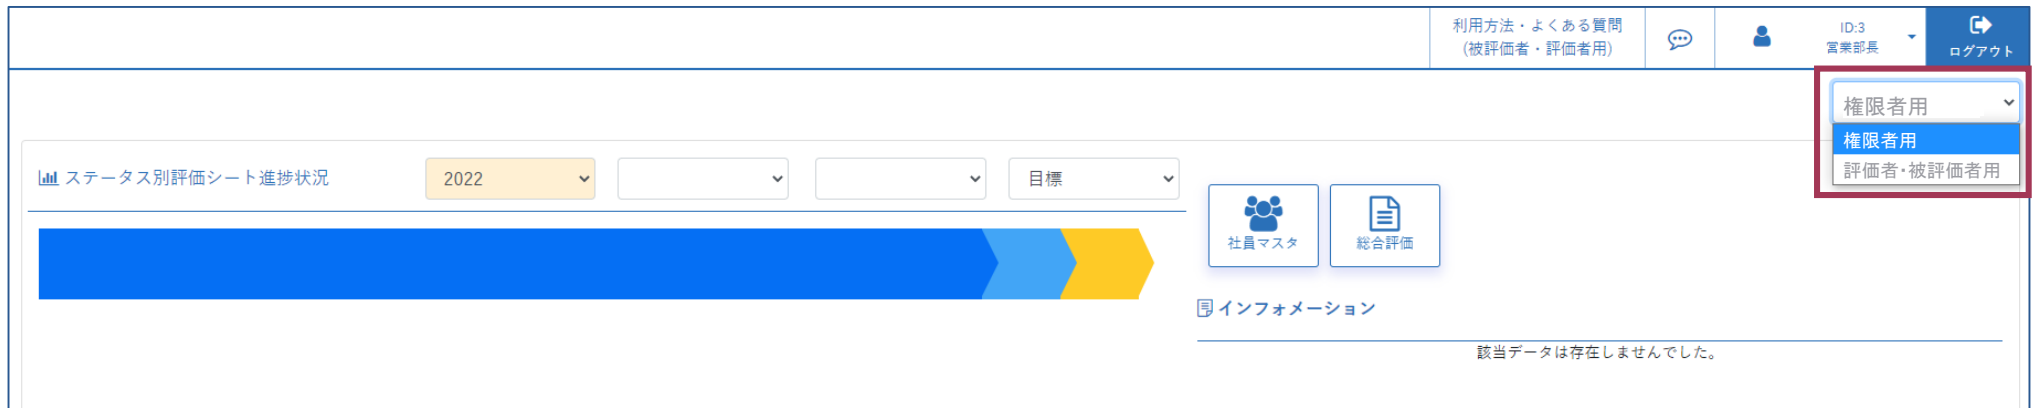 利用方法・よくある質問
(被評価者・評価者用)
ID:3
営業部長
ログアウト
権限者用
権限者用
評価者・被評価者用
ステータス別評価シート進捗状況
2022
目標
社員マスタ
総合評価
インフォメーション
該当データは存在しませんでした。